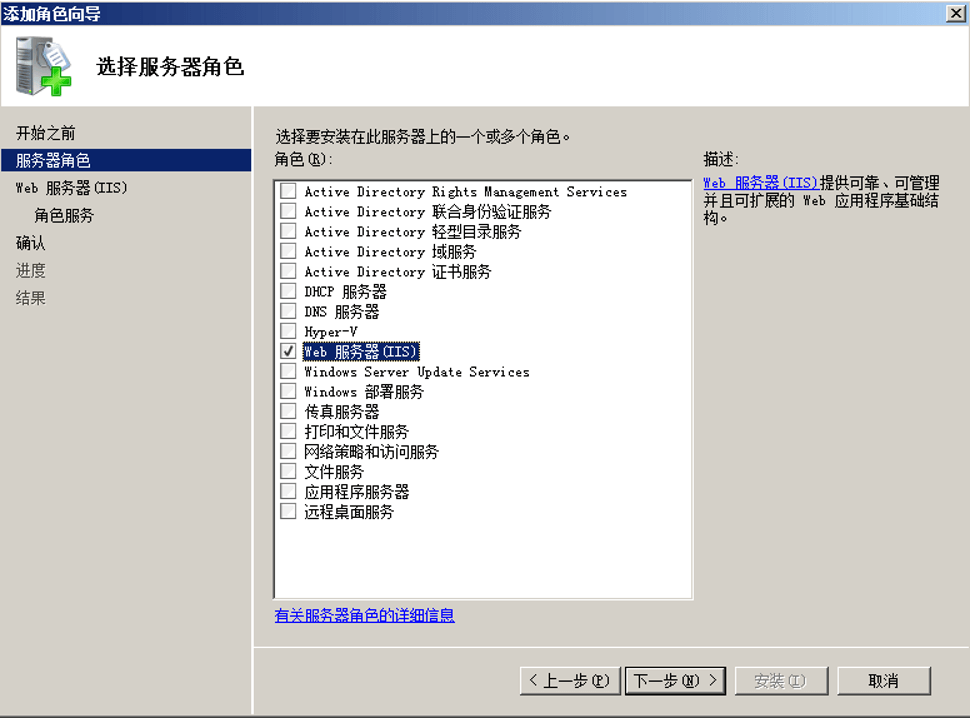 添加角色向导
选择服务器角色
开始之前
服务器角色
Web 服务器(IIS)
角色服务
确认
进度
结果
选择要安装在此服务器上的一个或多个角色。
角色(R):
Active Directory Rights Management Services
Active Directory 联合身份验证服务
Active Directory 轻型目录服务
Active Directory 域服务
Active Directory 证书服务
DHCP 服务器
DNS 服务器
Hyper-V
Web 服务器(IIS)
Windows Server Update Services
Windows 部署服务
传真服务器
打印和文件服务
网络策略和访问服务
文件服务
应用程序服务器
远程桌面服务
有关服务器角色的详细信息
描述:
Web 服务器(IIS)提供可靠、可管理
并且可扩展的 Web 应用程序基础结
构。
< 上一步(P)
下一步(N) >
安装(I)
取消